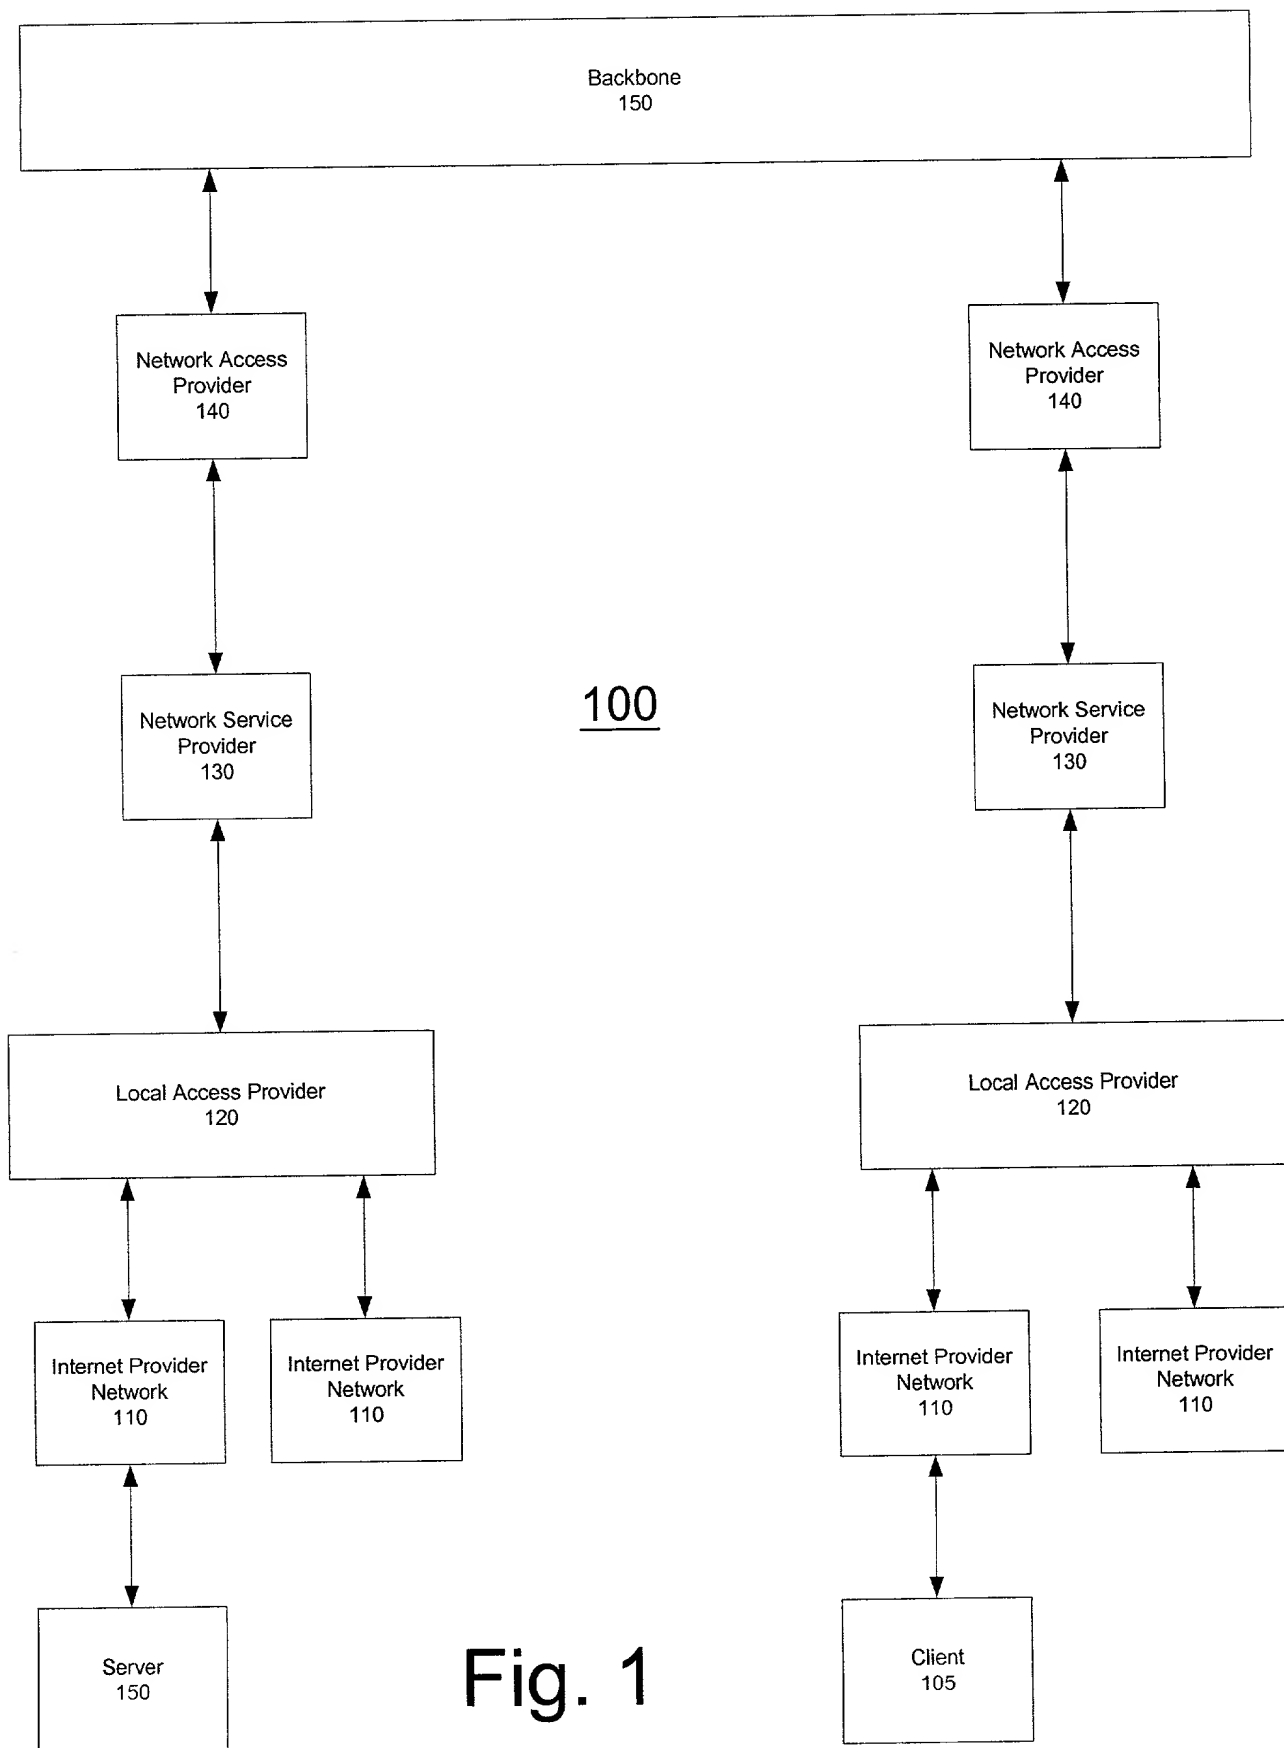 Backbone
150
Network Access
Provider
140
Network Access
Provider
140
Network Service
Provider
130
100
Network Service
Provider
130
Local Access Provider
120
Local Access Provider
120
Internet Provider
Network
110
Internet Provider
Network
110
Internet Provider
Network
110
Internet Provider
Network
110
Server
150
Fig. 1
Client
105